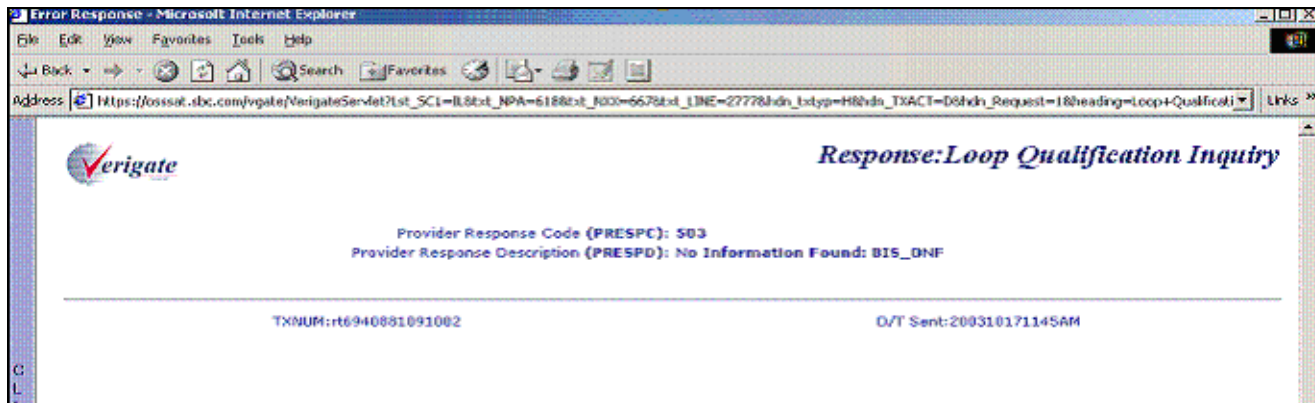 Error Response - Microsoft Internet Explorer
File Edit View Favorites Tools Help
Back Search Favorites
Address https://osssat.sbc.com/vgate/VerigateServlet?lst_SC1=IL&txt_NPA=618&txt_NXX=667&txt_LINE=2777&hdn_txtyp=H&hdn_TXACT=D&hdn_Request=1&heading=Loop+Qualificati Links »
Verigate
Response:Loop Qualification Inquiry
Provider Response Code (PRESPC): S03
Provider Response Description (PRESPD): No Information Found: BIS_DNF
TXNUM:rt6940881091002
D/T Sent:200310171145AM
C
L